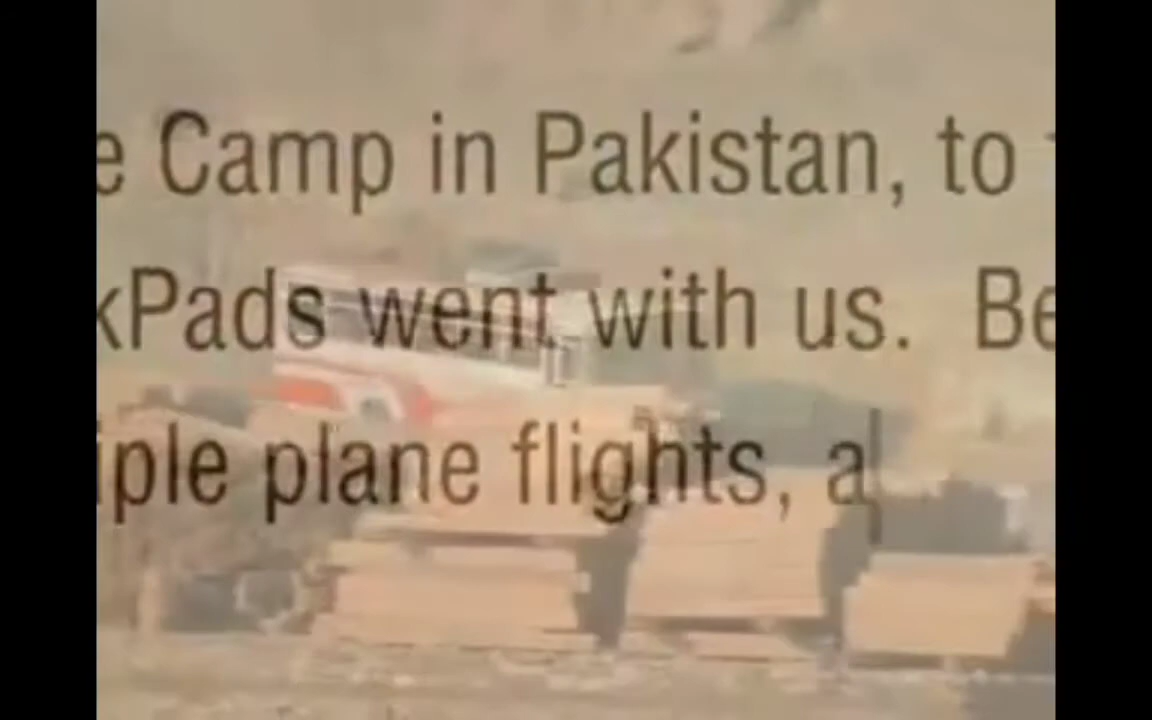 e Camp in Pakistan, to
kPads went with us. Be
iple plane flights, a